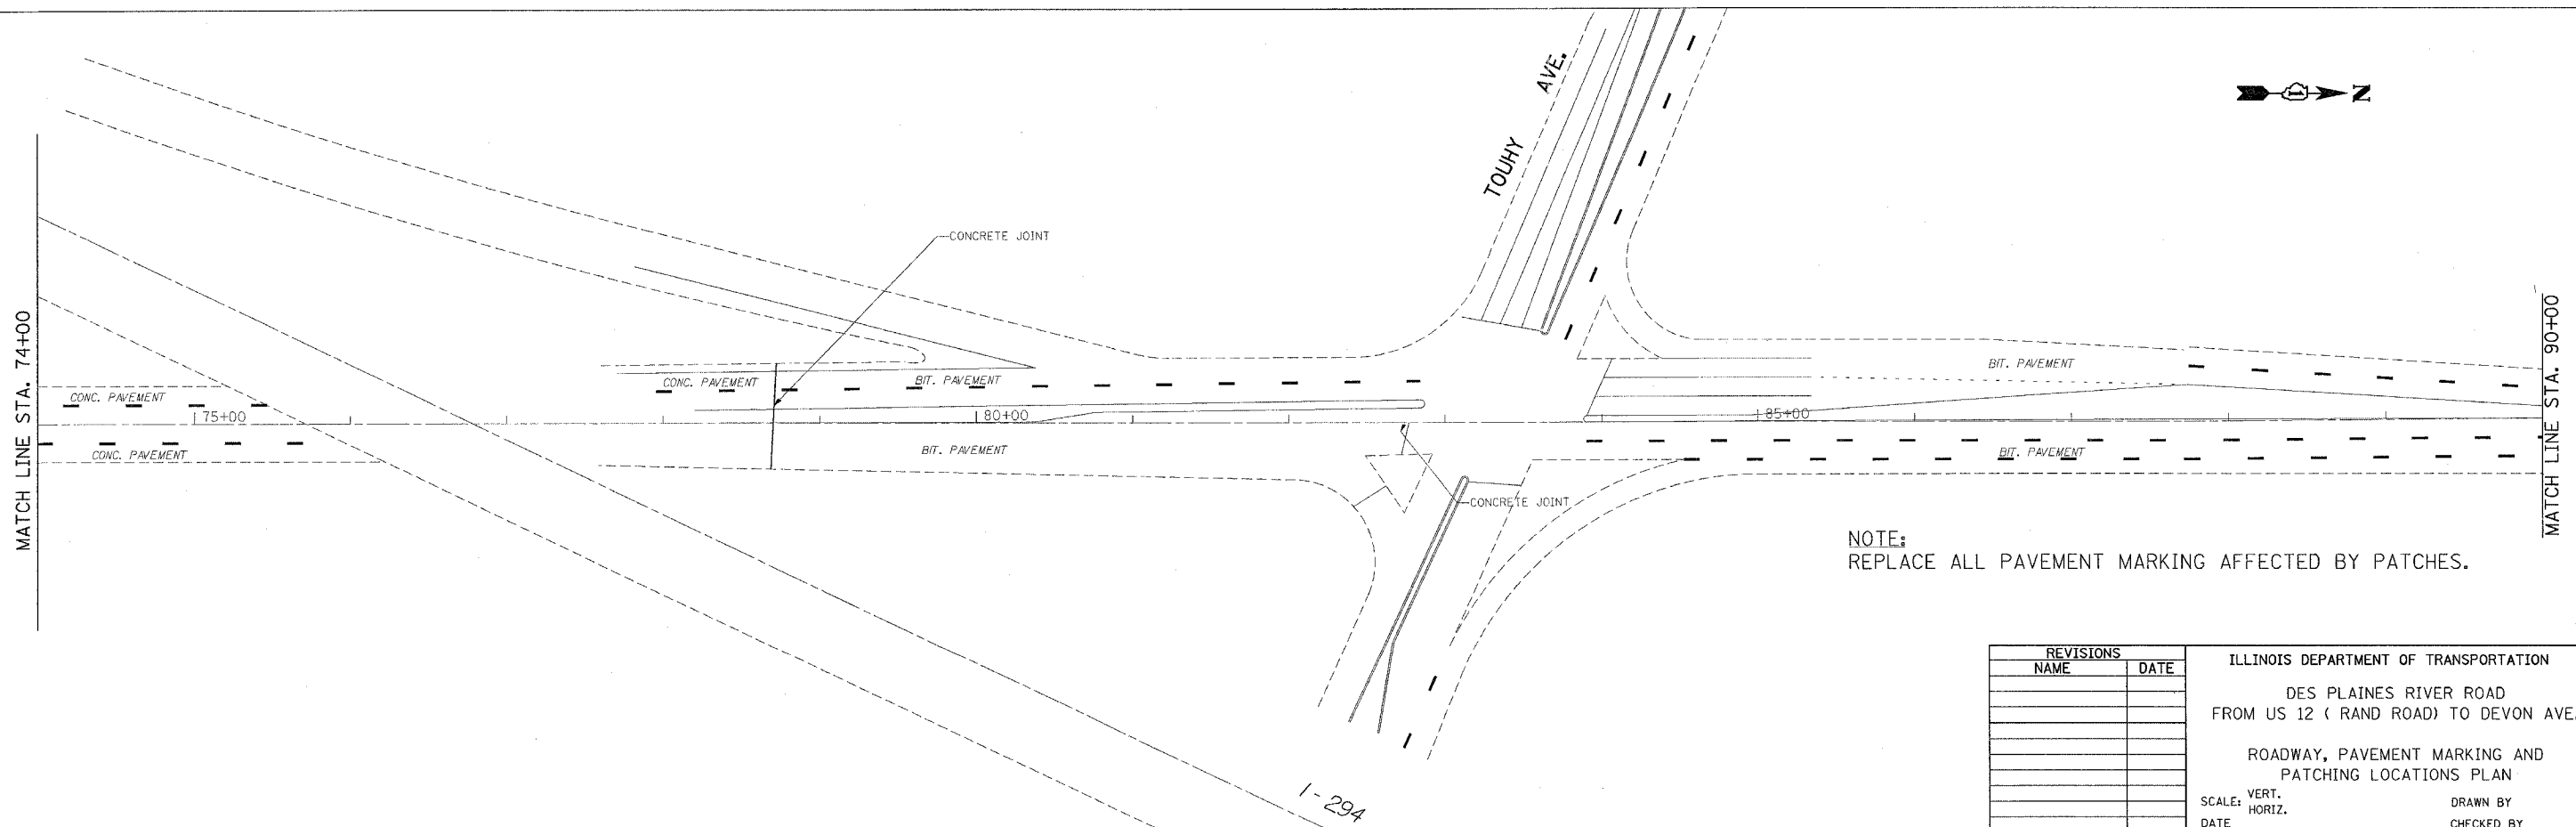 AVE.
TOUHY
N
CONCRETE JOINT
MATCH LINE STA. 74+00
MATCH LINE STA. 90+00
CONC. PAVEMENT
BIT. PAVEMENT
BIT. PAVEMENT
CONC. PAVEMENT
75+00
80+00
85+00
CONC. PAVEMENT
BIT. PAVEMENT
BIT. PAVEMENT
CONCRETE JOINT
NOTE:
REPLACE ALL PAVEMENT MARKING AFFECTED BY PATCHES.
I-294
REVISIONS
NAME DATE
ILLINOIS DEPARTMENT OF TRANSPORTATION
DES PLAINES RIVER ROAD
FROM US 12 ( RAND ROAD) TO DEVON AVE.
ROADWAY, PAVEMENT MARKING AND
PATCHING LOCATIONS PLAN
SCALE: VERT.
HORIZ.
DRAWN BY
DATE
CHECKED BY